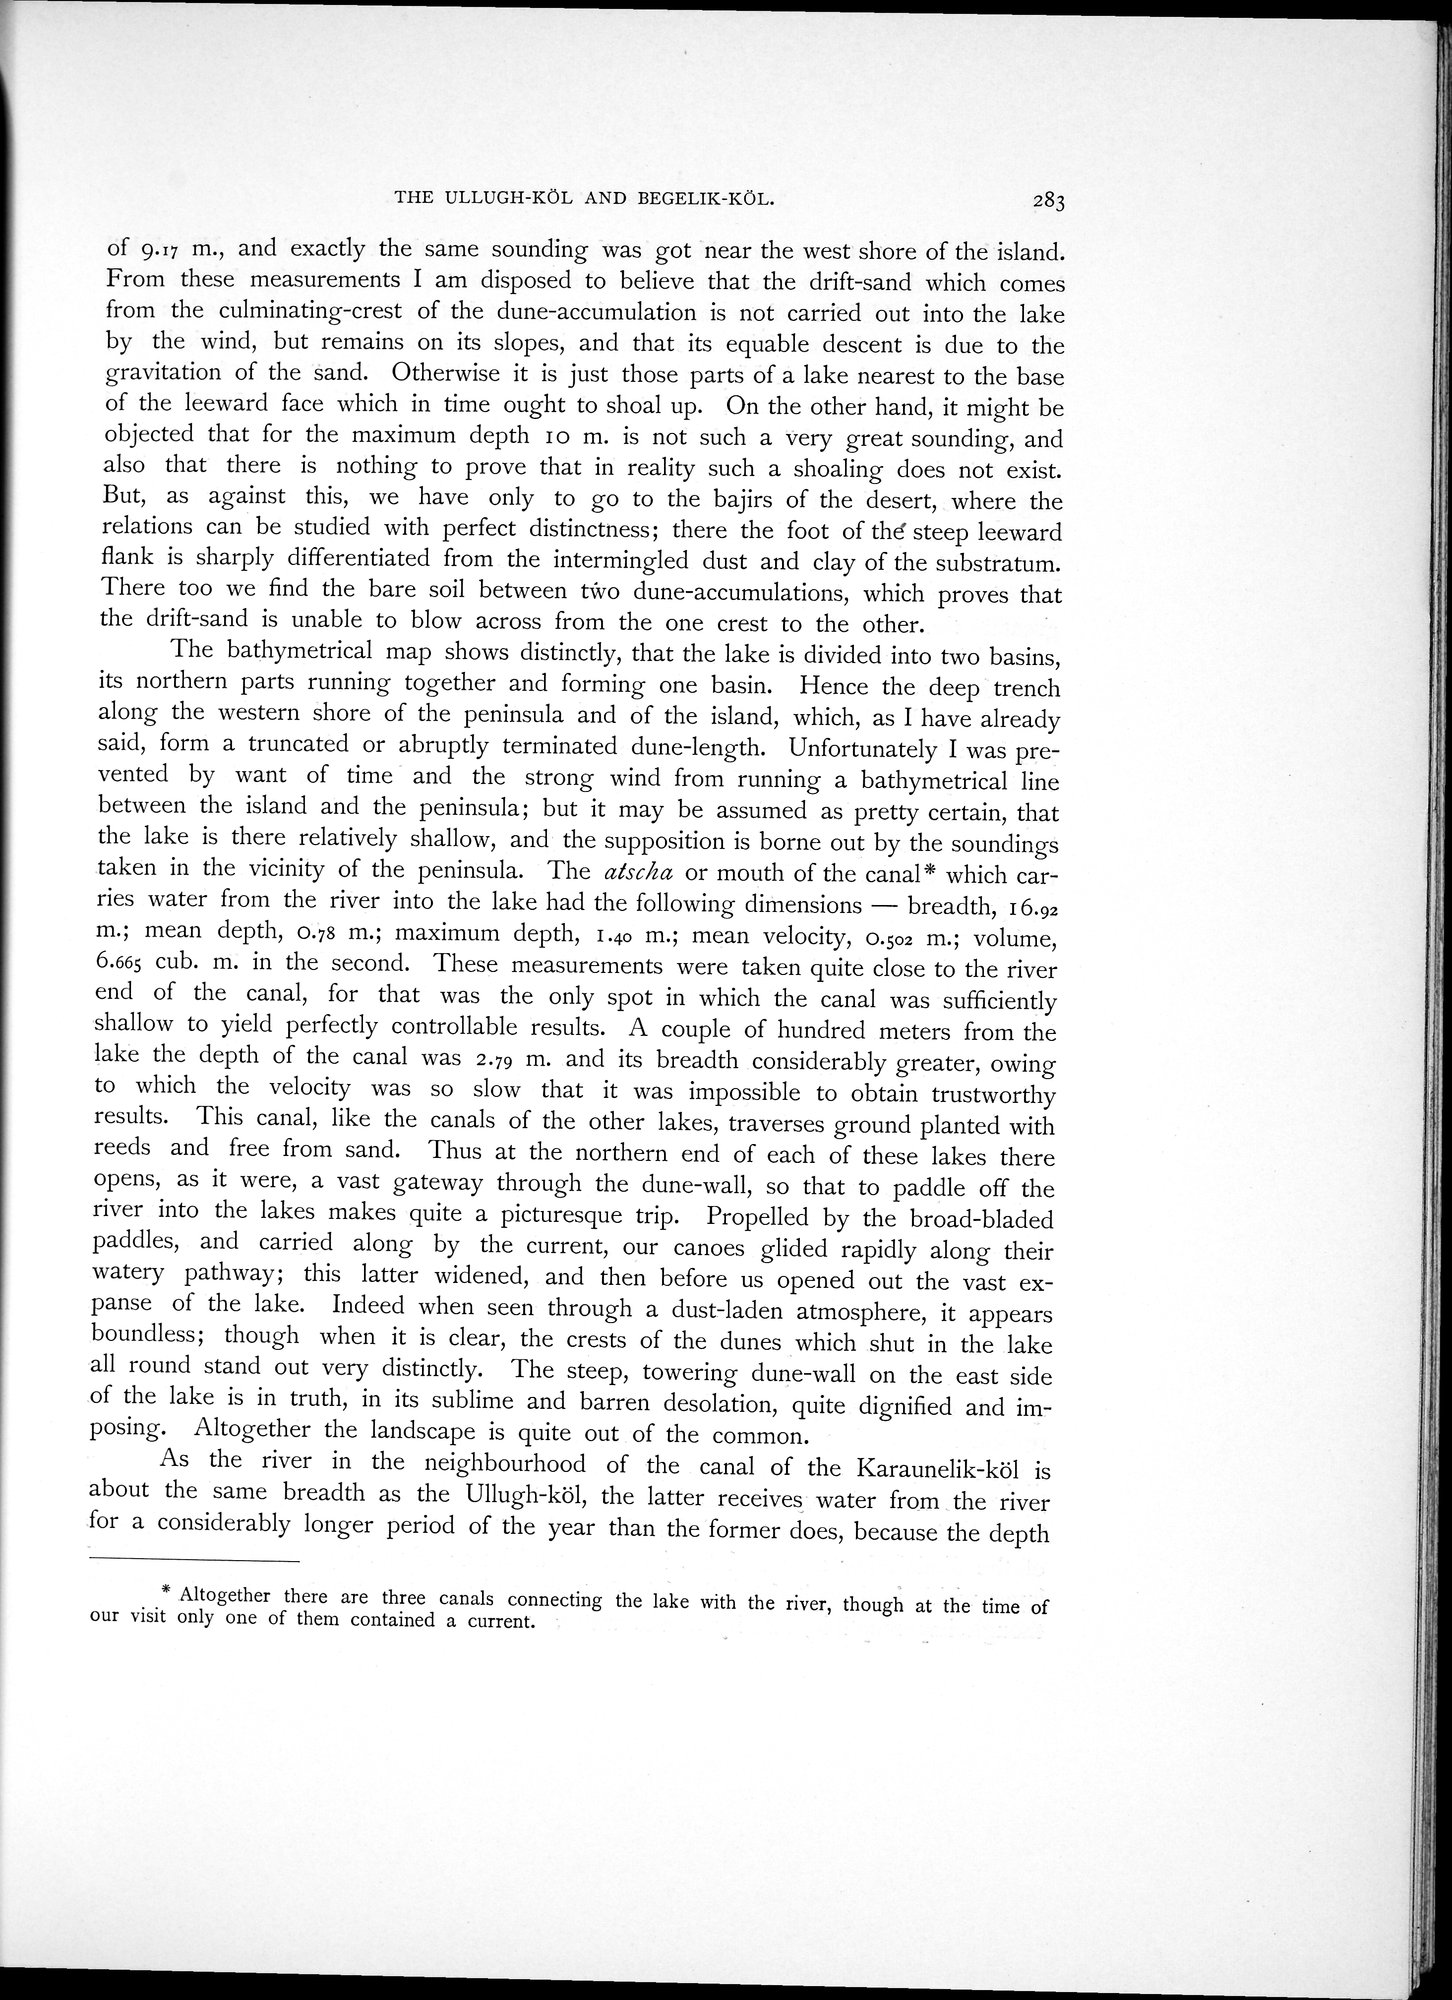 THE ULLUGH-KÖL AND BEGELIK-KÖL. 283
of 9.17 m., and exactly the same sounding was got near the west shore of the island.
From these measurements I am disposed to believe that the drift-sand which comes
from the culminating-crest of the dune-accumulation is not carried out into the lake
by the wind, but remains on its slopes, and that its equable descent is due to the
gravitation of the sand. Otherwise it is just those parts of a lake nearest to the base
of the leeward face which in time ought to shoal up. On the other hand, it might be
objected that for the maximum depth 10 m. is not such a very great sounding, and
also that there is nothing to prove that in reality such a shoaling does not exist.
But, as against this, we have only to go to the bajirs of the desert, where the
relations can be studied with perfect distinctness; there the foot of the steep leeward
flank is sharply differentiated from the intermingled dust and clay of the substratum.
There too we find the bare soil between two dune-accumulations, which proves that
the drift-sand is unable to blow across from the one crest to the other.
The bathymetrical map shows distinctly, that the lake is divided into two basins,
its northern parts running together and forming one basin. Hence the deep trench
along the western shore of the peninsula and of the island, which, as I have already
said, form a truncated or abruptly terminated dune-length. Unfortunately I was pre-
vented by want of time and the strong wind from running a bathymetrical line
between the island and the peninsula; but it may be assumed as pretty certain, that
the lake is there relatively shallow, and the supposition is borne out by the soundings
taken in the vicinity of the peninsula. The atscha or mouth of the canal* which car-
ries water from the river into the lake had the following dimensions — breadth, 16.92
m.; mean depth, 0.78 m.; maximum depth, 1.40 m.; mean velocity, 0.502 m.; volume,
6.665 cub. m. in the second. These measurements were taken quite close to the river
end of the canal, for that was the only spot in which the canal was sufficiently
shallow to yield perfectly controllable results. A couple of hundred meters from the
lake the depth of the canal was 2.79 m. and its breadth considerably greater, owing
to which the velocity was so slow that it was impossible to obtain trustworthy
results. This canal, like the canals of the other lakes, traverses ground planted with
reeds and free from sand. Thus at the northern end of each of these lakes there
opens, as it were, a vast gateway through the dune-wall, so that to paddle off the
river into the lakes makes quite a picturesque trip. Propelled by the broad-bladed
paddles, and carried along by the current, our canoes glided rapidly along their
watery pathway; this latter widened, and then before us opened out the vast ex-
panse of the lake. Indeed when seen through a dust-laden atmosphere, it appears
boundless; though when it is clear, the crests of the dunes which shut in the lake
all round stand out very distinctly. The steep, towering dune-wall on the east side
of the lake is in truth, in its sublime and barren desolation, quite dignified and im-
posing. Altogether the landscape is quite out of the common.
As the river in the neighbourhood of the canal of the Karaunelik-köl is
about the same breadth as the Ullugh-köl, the latter receives water from the river
for a considerably longer period of the year than the former does, because the depth
* Altogether there are three canals connecting the lake with the river, though at the time of
our visit only one of them contained a current.